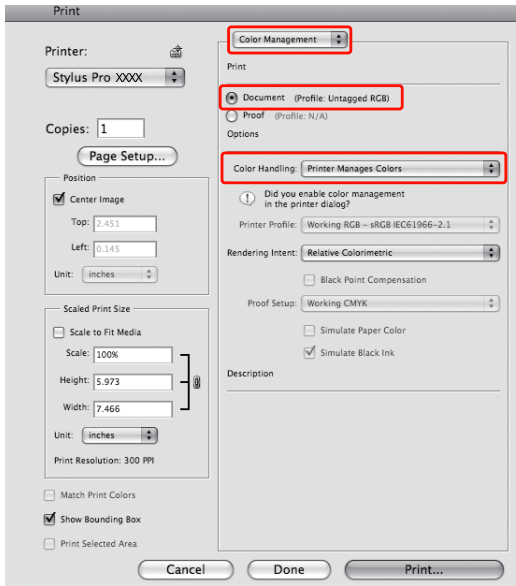 Print
Printer:
Stylus Pro XXXX
Copies: 1
Page Setup...
Position
Center Image
Top: 2.451
Left: 0.145
Unit: inches
Scaled Print Size
Scale to Fit Media
Scale: 100%
Height: 5.973
Width: 7.466
Unit: inches
Print Resolution: 300 PPI
Match Print Colors
Show Bounding Box
Print Selected Area
Color Management
Print
Document (Profile: Untagged RGB)
Proof (Profile: N/A)
Options
Color Handling: Printer Manages Colors
Did you enable color management
in the printer dialog?
Printer Profile: Working RGB - sRGB IEC61966-2.1
Rendering Intent: Relative Colorimetric
Black Point Compensation
Proof Setup: Working CMYK
Simulate Paper Color
Simulate Black Ink
Description
Cancel
Done
Print...